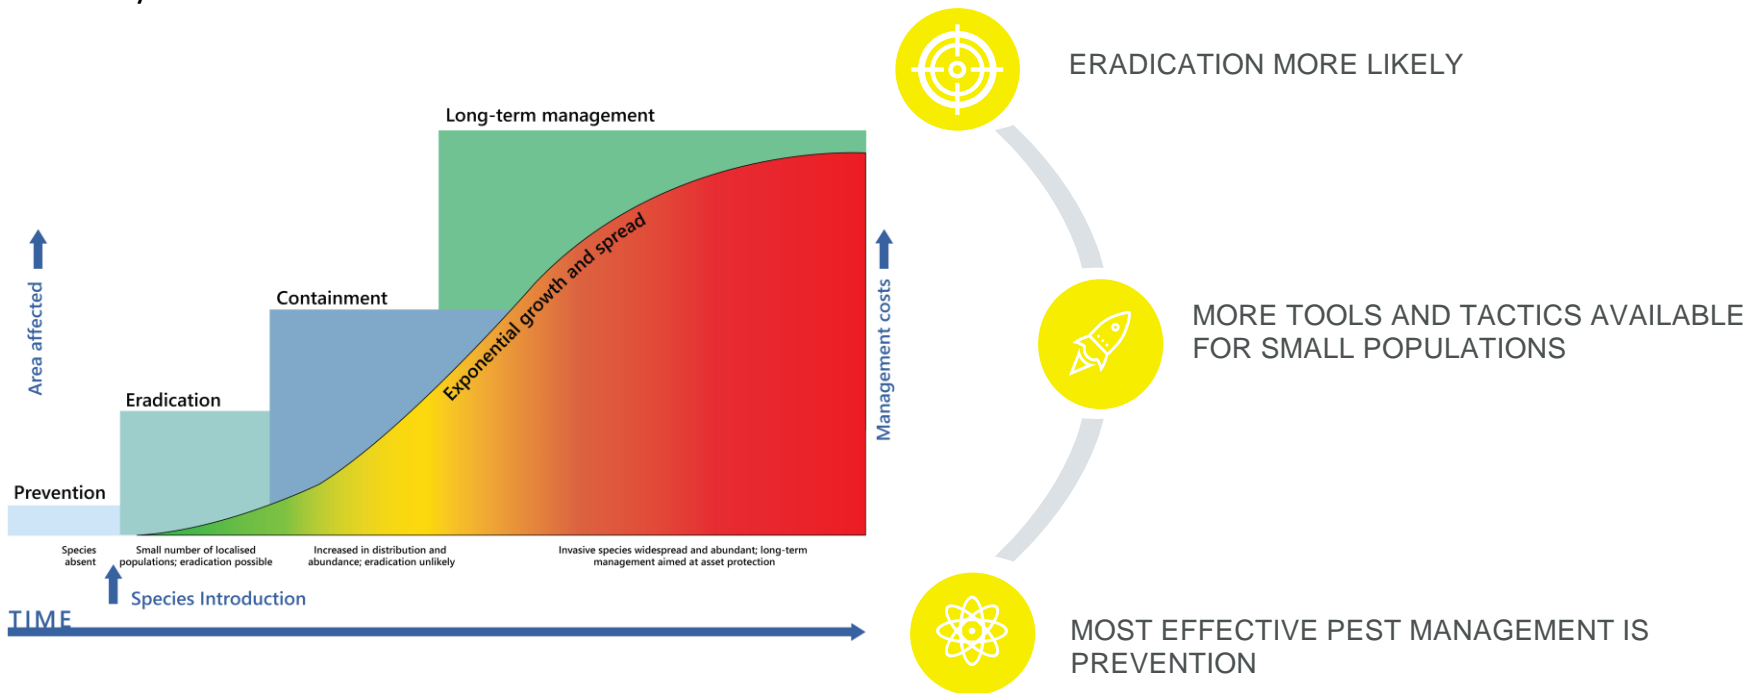 Long-term management
Containment
Eradication
Prevention
Exponential growth and spread
Area affected
Management costs
Species
absent
Small number of localised
populations; eradication possible
Increased in distribution and
abundance; eradication unlikely
Invasive species widespread and abundant; long-term
management aimed at asset protection
Species Introduction
TIME
ERADICATION MORE LIKELY
MORE TOOLS AND TACTICS AVAILABLE
FOR SMALL POPULATIONS
MOST EFFECTIVE PEST MANAGEMENT IS
PREVENTION